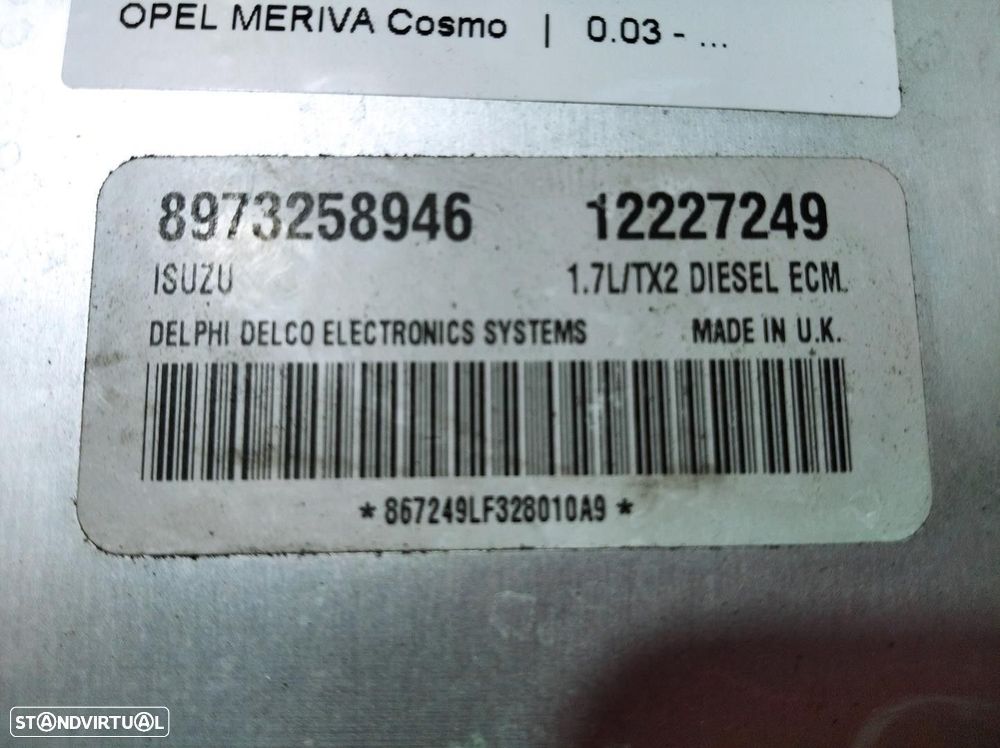 OPEL MERIVA Cosmo | 0.03 - ...
8973258946 12227249
ISUZU 1.7L/TX2 DIESEL ECM.
DELPHI DELCO ELECTRONICS SYSTEMS MADE IN U.K.
*867249LF328010A9*
STANDVIRTUAL